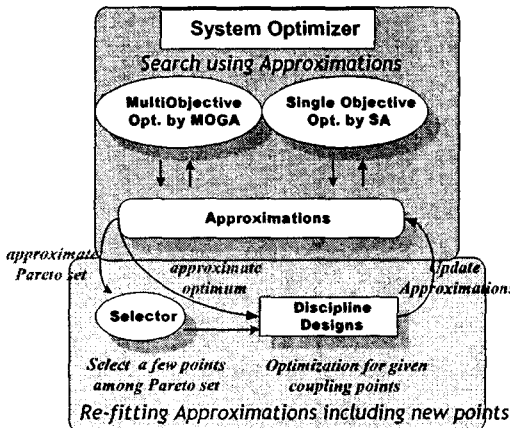 System Optimizer
Search using Approximations
MultiObjective
Opt. by MOGA
Single Objective
Opt. by SA
Approximations
approximate
Pareto set
approximate
optimum
Update
Approximations
Selector
Discipline
Designs
Select a few points
among Pareto set
Optimization for given
coupling points
Re-fitting Approximations including new points